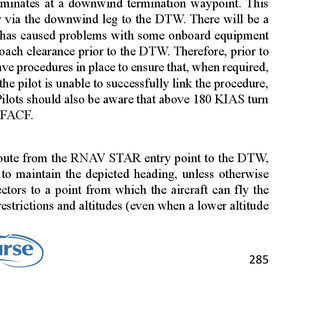 minates at a downwind termination waypoint. This
via the downwind leg to the DTW. There will be a
has caused problems with some onboard equipment
oach clearance prior to the DTW. Therefore, prior to
ve procedures in place to ensure that, when required,
the pilot is unable to successfully link the procedure,
Pilots should also be aware that above 180 KIAS turn
FACF.
oute from the RNAV STAR entry point to the DTW,
to maintain the depicted heading, unless otherwise
ectors to a point from which the aircraft can fly the
restrictions and altitudes (even when a lower altitude
urse
285